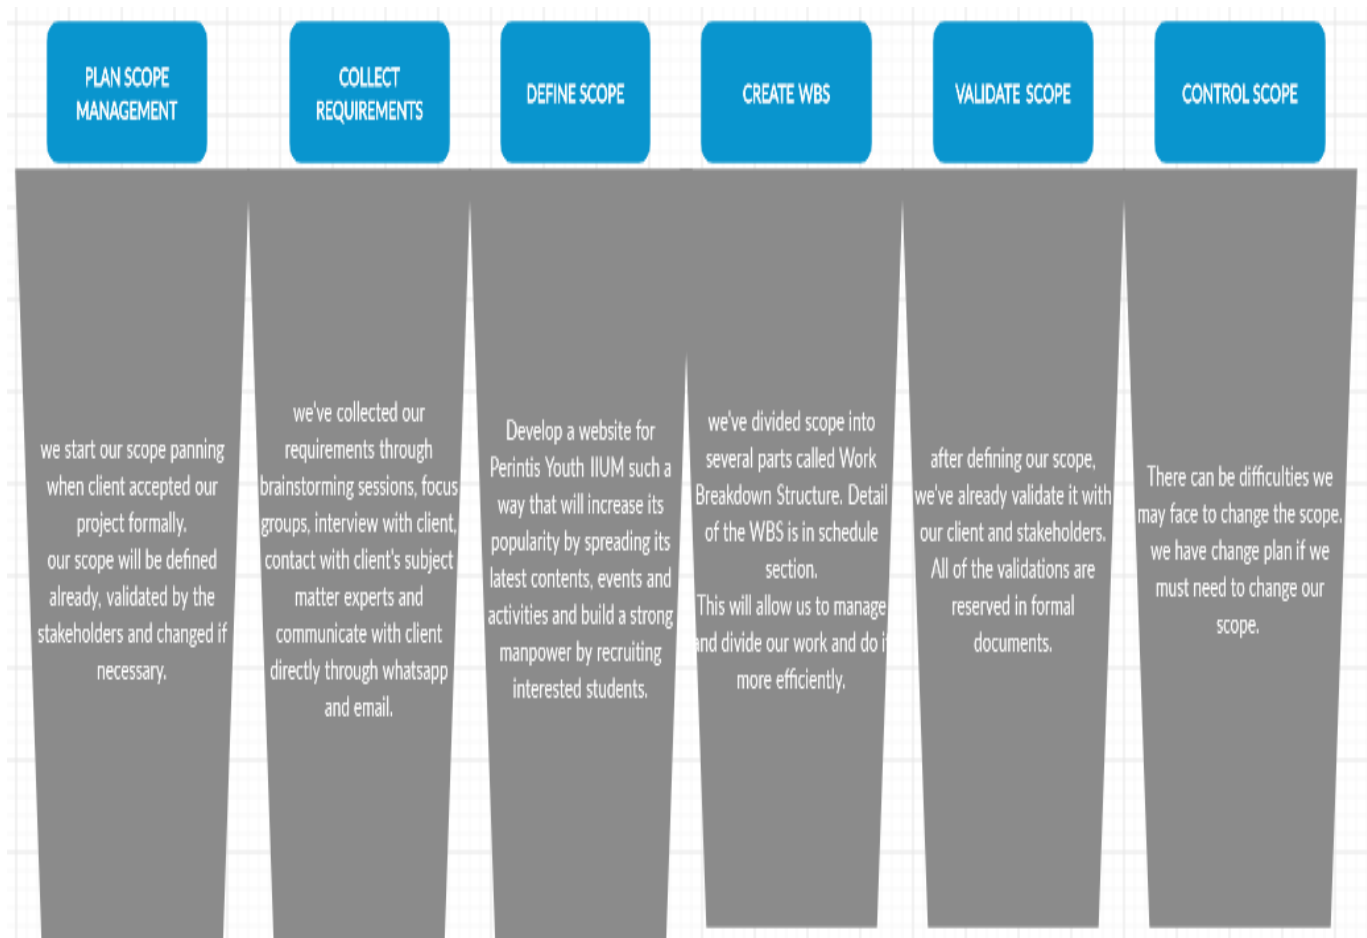 PLAN SCOPE
MANAGEMENT
COLLECT
REQUIREMENTS
DEFINE SCOPE
CREATE WBS
VALIDATE SCOPE
CONTROL SCOPE
we start our scope panning
when client accepted our
project formally.
our scope will be defined
already, validated by the
stakeholders and changed if
necessary.
we've collected our
requirements through
brainstorming sessions, focus
groups, interview with client,
contact with client's subject
matter experts and
communicate with client
directly through whatsapp
and email.
Develop a website for
Perintis Youth IIUM such a
way that will increase its
popularity by spreading its
latest contents, events and
activities and build a strong
manpower by recruiting
interested students.
we've divided scope into
several parts called Work
Breakdown Structure. Detail
of the WBS is in schedule
section.
This will allow us to manage
and divide our work and do it
more efficiently.
after defining our scope,
we've already validate it with
our client and stakeholders.
All of the validations are
reserved in formal
documents.
There can be difficulties we
may face to change the scope.
we have change plan if we
must need to change our
scope.